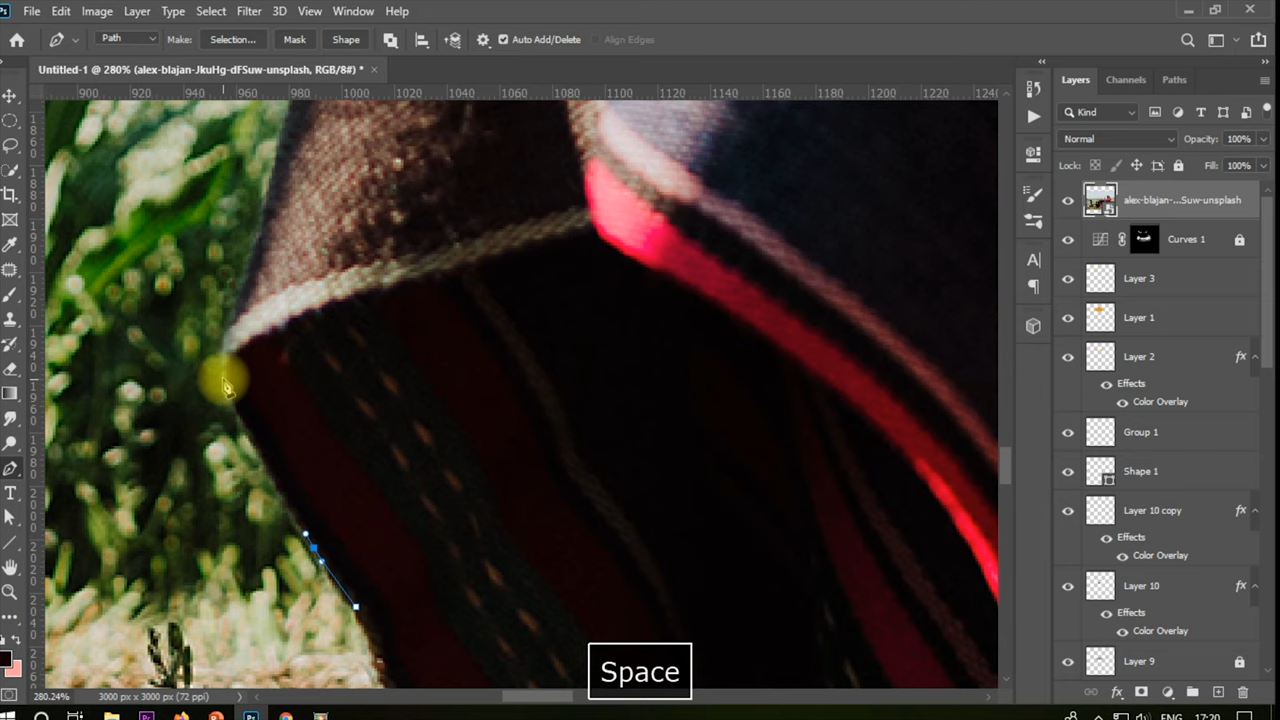 Ps File Edit Image Layer Type Select Filter 3D View Window Help
Path Make: Selection... Mask Shape Auto Add/Delete Align Edges
Untitled-1 @ 280% (alex-blajan-JkuHg-dFSuw-unsplash, RGB/8#) * ×
900 920 940 960 980 1000 1020 1040 1060 1080 1100 1120 1140 1160 1180 1200 1220 1240
Layers Channels Paths
Kind
Normal Opacity: 100%
Lock: Fill: 100%
alex-blajan-...Suw-unsplash
Curves 1
Layer 3
Layer 1
Layer 2 fx
Effects
Color Overlay
Group 1
Shape 1
Layer 10 copy fx
Effects
Color Overlay
Layer 10 fx
Effects
Color Overlay
Layer 9
Space
280.24% 3000 px x 3000 px (72 ppi)
ENG 17:20